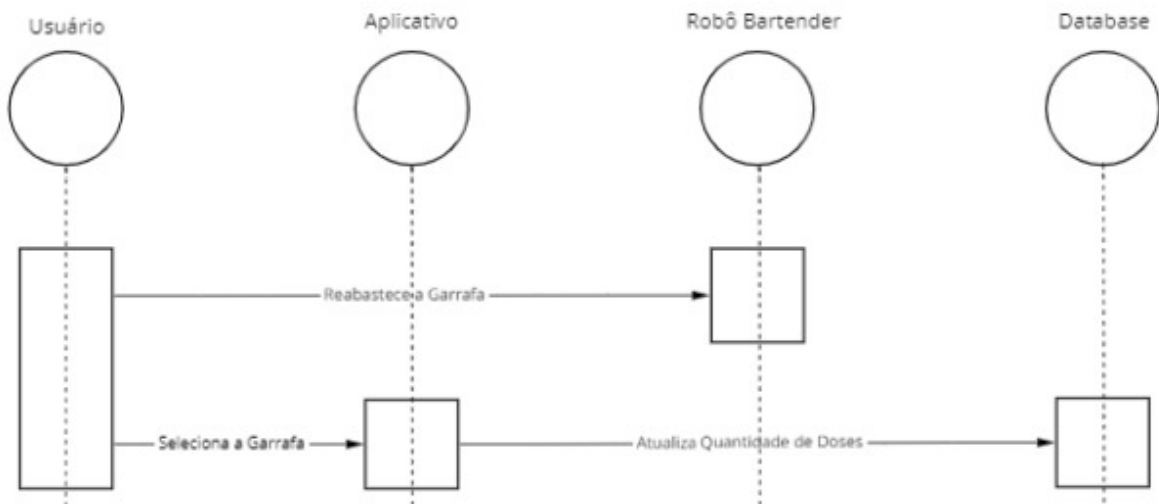 Usuário
Aplicativo
Robô Bartender
Database
Reabastece a Garrafa
Seleciona a Garrafa
Atualiza Quantidade de Doses